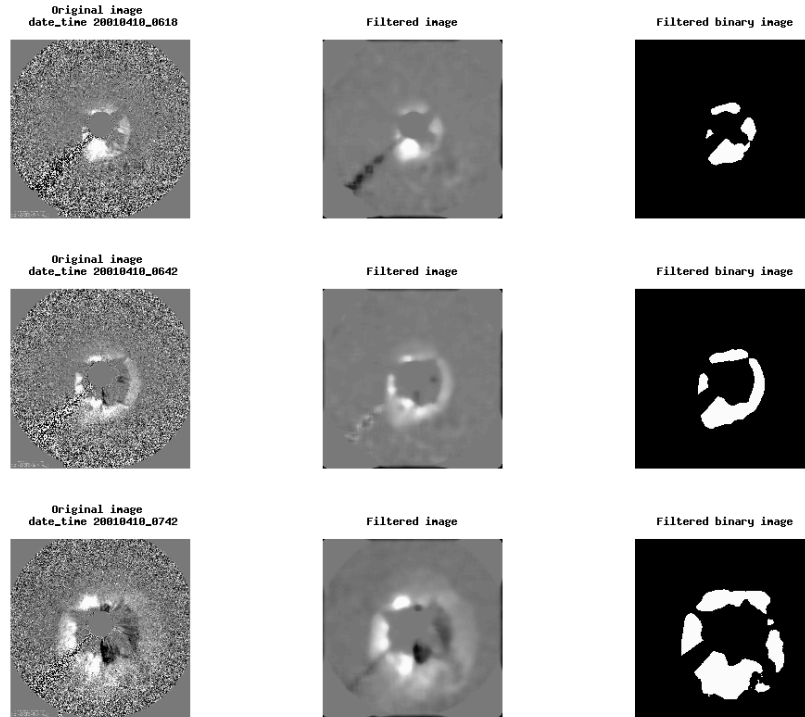 Original image
date_time 20010410_0618
Filtered image
Filtered binary image
Original image
date_time 20010410_0642
Filtered image
Filtered binary image
Original image
date_time 20010410_0742
Filtered image
Filtered binary image